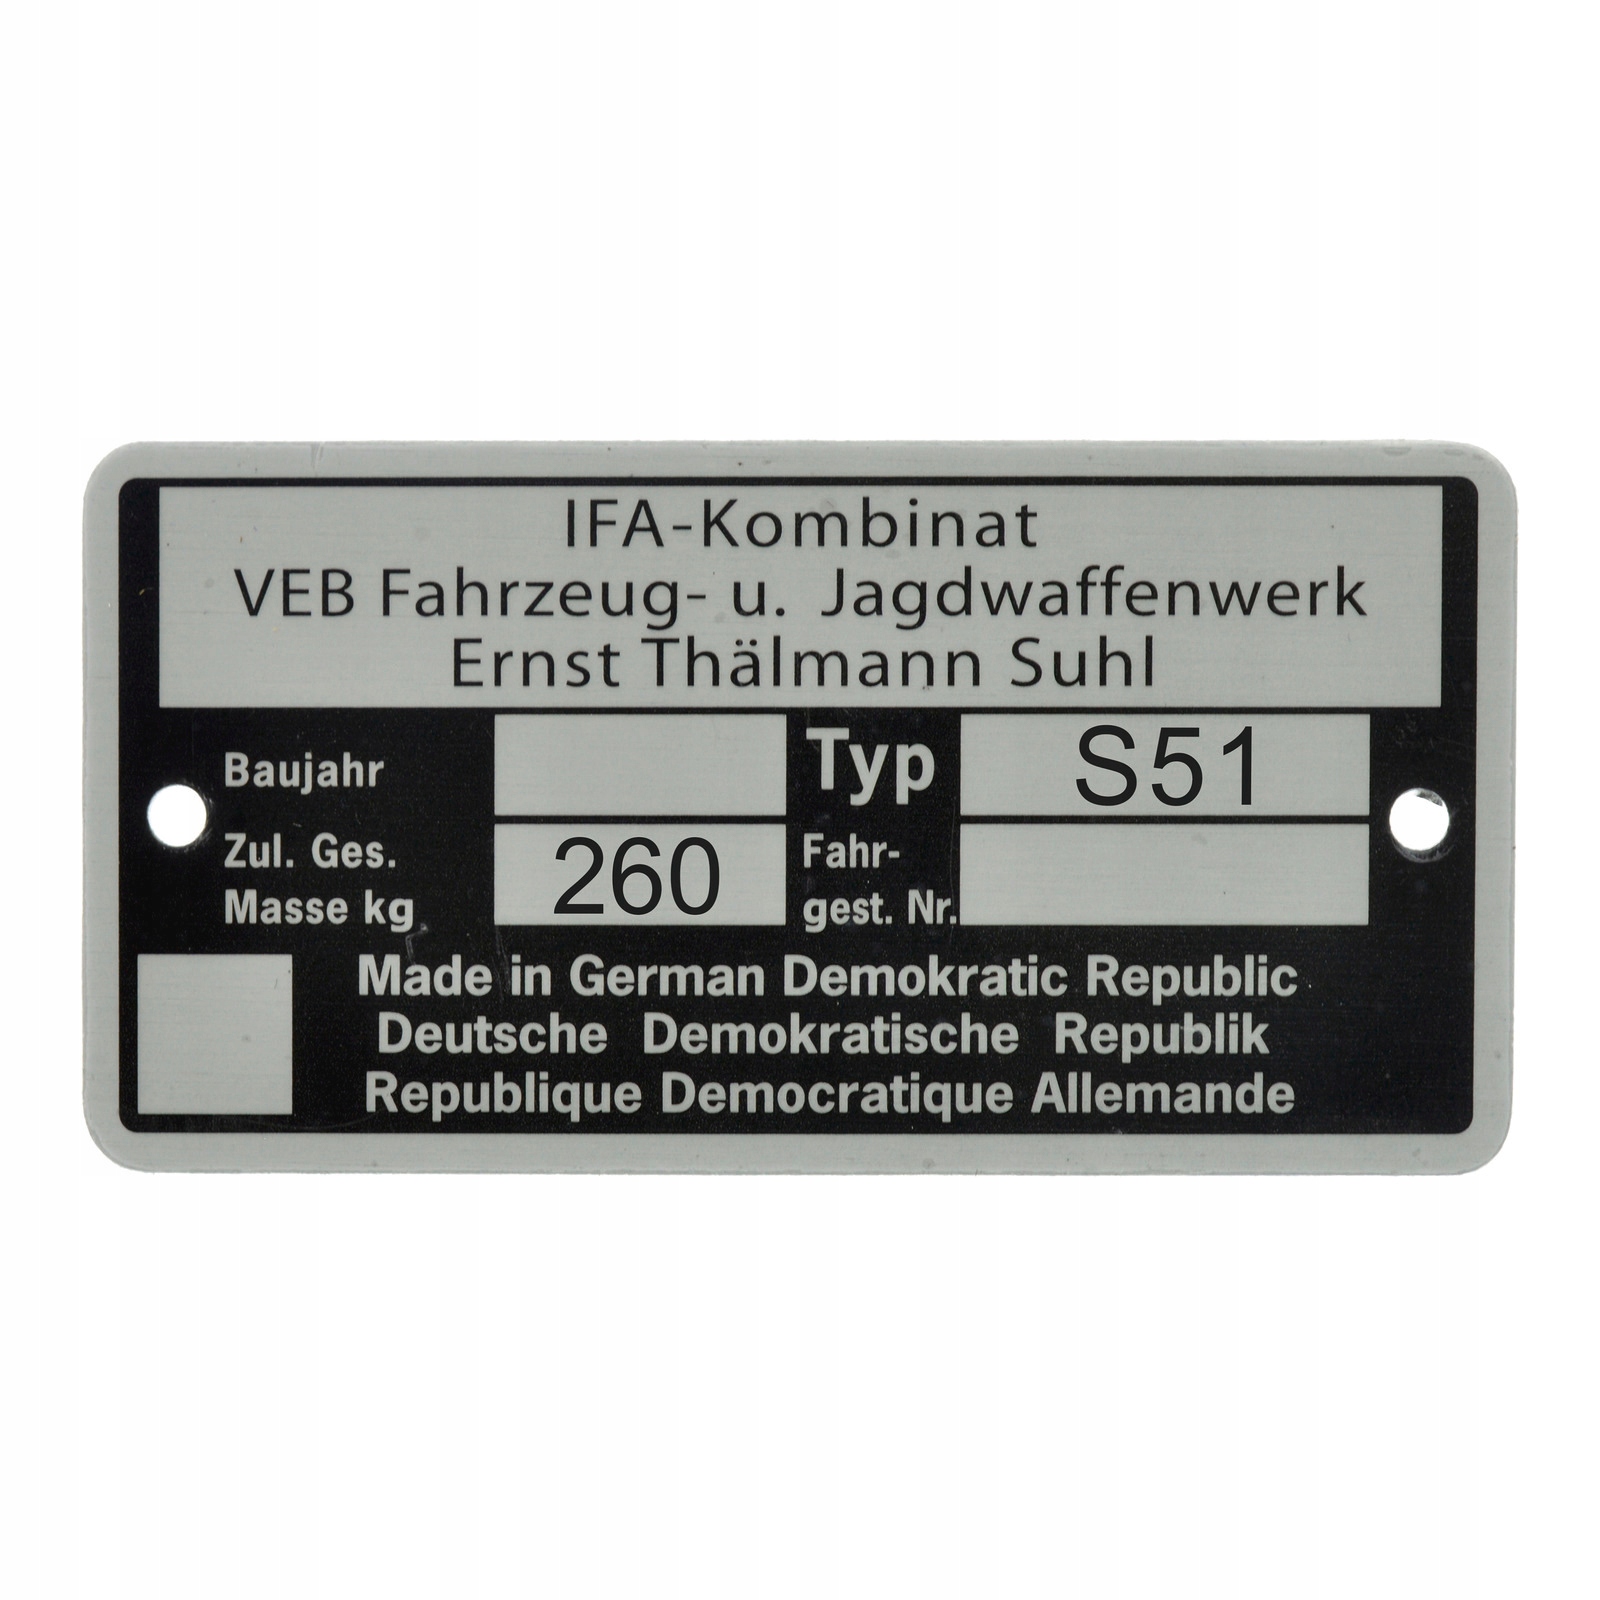 IFA-Kombinat
VEB Fahrzeug- u. Jagdwaffenwerk
Ernst Thälmann Suhl
Baujahr
Typ S51
Zul. Ges.
Masse kg 260
Fahr-
gest. Nr.
Made in German Demokratic Republic
Deutsche Demokratische Republik
Republique Democratique Allemande